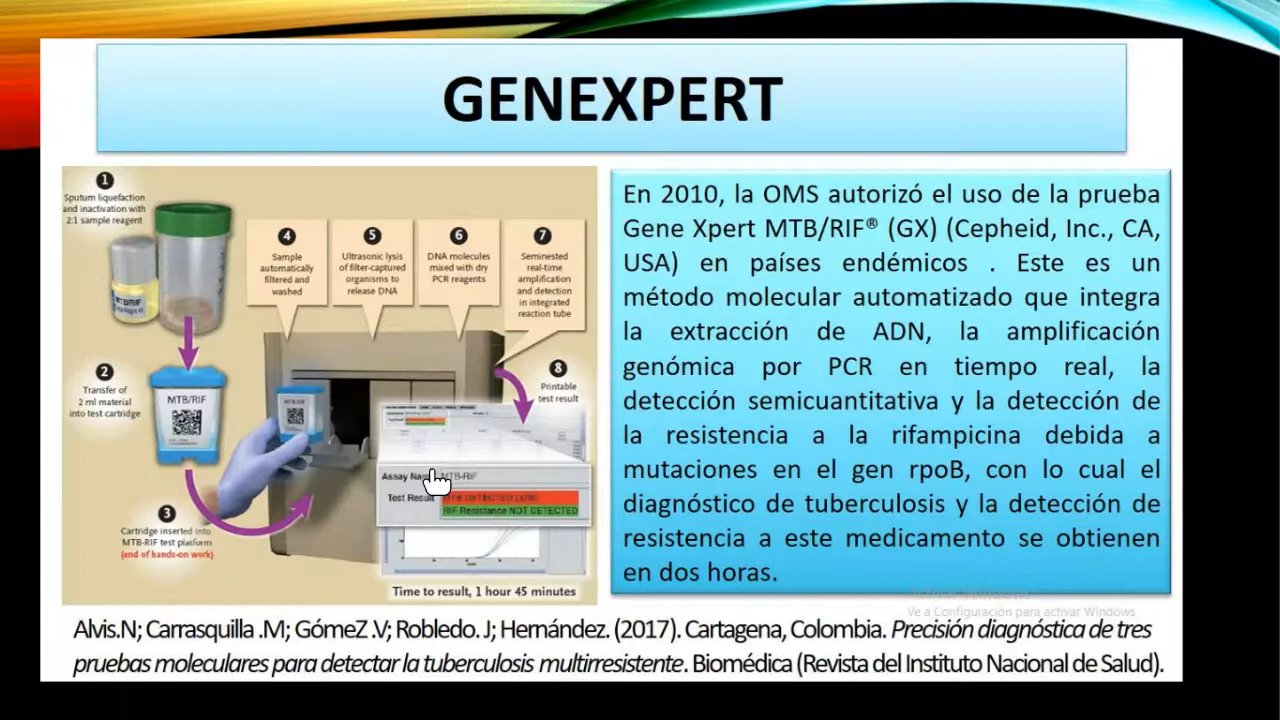 GENEXPERT
1
Sputum liquefaction
and inactivation with
2:1 sample reagent
MTB/RIF
2
Transfer of
2 ml material
into test cartridge
MTB/RIF
3
Cartridge inserted into
MTB-RIF test platform
(end of hands-on work)
4
Sample
automatically
filtered and
washed
5
Ultrasonic lysis
of filter-captured
organisms to
release DNA
6
DNA molecules
mixed with dry
PCR reagents
7
Seminested
real-time
amplification
and detection
in integrated
reaction tube
8
Printable
test result
MTB/RIF
Assay MTB-RIF
Test Result MTB DETECTED LOW
RIF Resistance NOT DETECTED
Time to result, 1 hour 45 minutes
En 2010, la OMS autorizó el uso de la prueba
Gene Xpert MTB/RIF® (GX) (Cepheid, Inc., CA,
USA) en países endémicos . Este es un
método molecular automatizado que integra
la extracción de ADN, la amplificación
genómica por PCR en tiempo real, la
detección semicuantitativa y la detección de
la resistencia a la rifampicina debida a
mutaciones en el gen rpoB, con lo cual el
diagnóstico de tuberculosis y la detección de
resistencia a este medicamento se obtienen
en dos horas.
Ve a Configuración para activar Windows.
Alvis.N; Carrasquilla .M; GómeZ .V; Robledo. J; Hernández. (2017). Cartagena, Colombia. Precisión diagnóstica de tres
pruebas moleculares para detectar la tuberculosis multirresistente. Biomédica (Revista del Instituto Nacional de Salud).